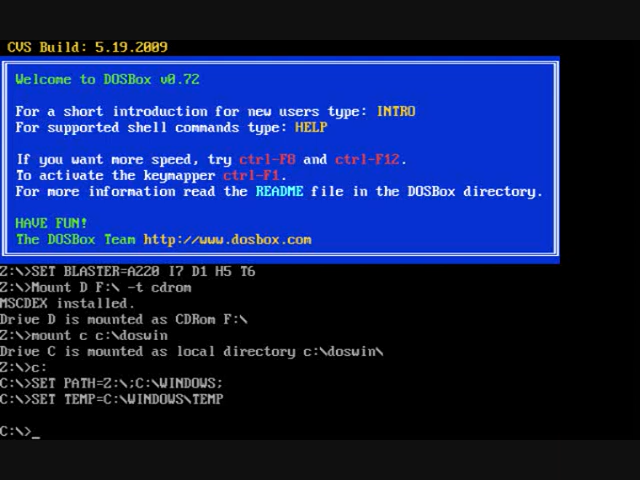 CVS Build: 5.19.2009
Welcome to DOSBox v0.72
For a short introduction for new users type: INTRO
For supported shell commands type: HELP
If you want more speed, try ctrl-F8 and ctrl-F12.
To activate the keymapper ctrl-F1.
For more information read the README file in the DOSBox directory.
HAVE FUN!
The DOSBox Team http://www.dosbox.com
Z:\>SET BLASTER=A220 I7 D1 H5 T6
Z:\>Mount D F:\ -t cdrom
MSCDEX installed.
Drive D is mounted as CDRom F:\
Z:\>mount c c:\doswin
Drive C is mounted as local directory c:\doswin\
Z:\>c:
C:\>SET PATH=Z:\;C:\WINDOWS;
C:\>SET TEMP=C:\WINDOWS\TEMP
C:\>_